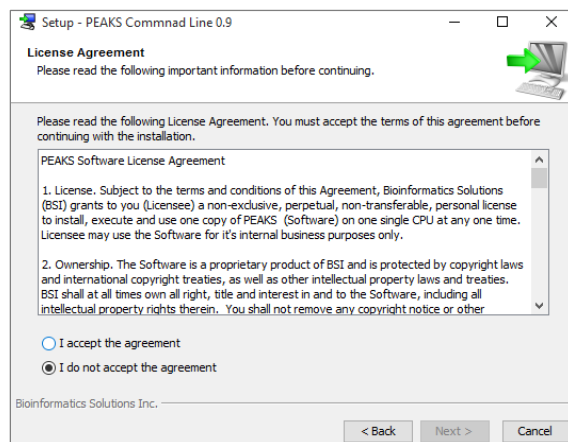 Setup - PEAKS Commnad Line 0.9
License Agreement
Please read the following important information before continuing.
Please read the following License Agreement. You must accept the terms of this agreement before
continuing with the installation.
PEAKS Software License Agreement
1. License. Subject to the terms and conditions of this Agreement, Bioinformatics Solutions
(BSI) grants to you (Licensee) a non-exclusive, perpetual, non-transferable, personal license
to install, execute and use one copy of PEAKS (Software) on one single CPU at any one time.
Licensee may use the Software for it's internal business purposes only.
2. Ownership. The Software is a proprietary product of BSI and is protected by copyright laws
and international copyright treaties, as well as other intellectual property laws and treaties.
BSI shall at all times own all right, title and interest in and to the Software, including all
intellectual property rights therein. You shall not remove any copyright notice or other
I accept the agreement
I do not accept the agreement
Bioinformatics Solutions Inc.
< Back
Next >
Cancel